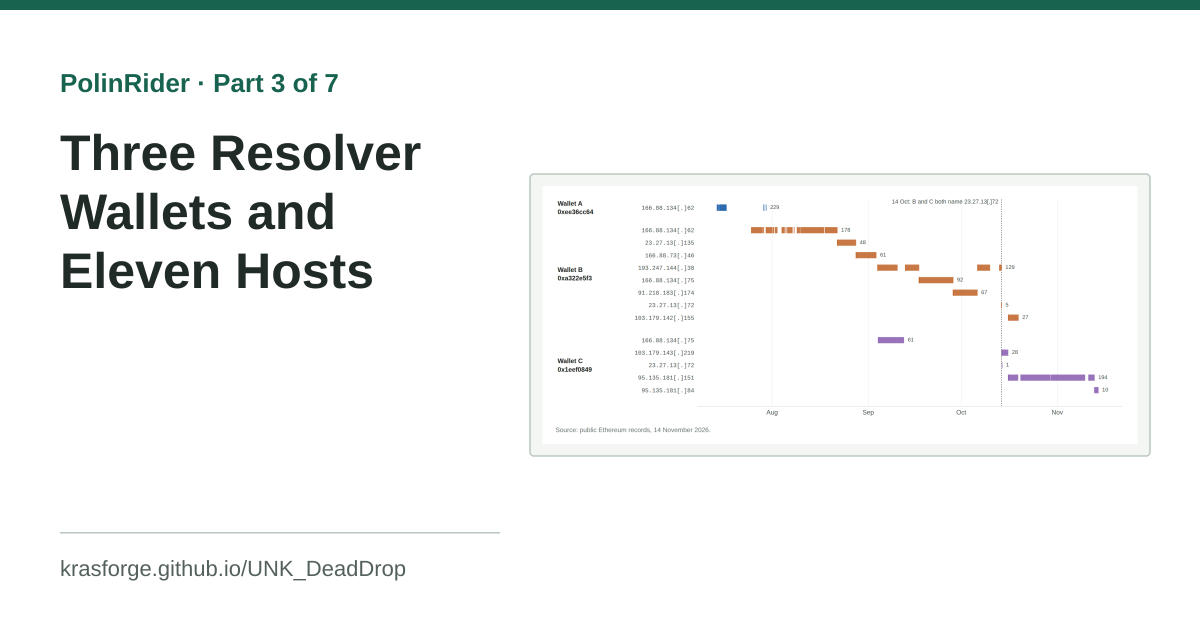 PolinRider · Part 3 of 7
Three Resolver
Wallets and
Eleven Hosts
14 Oct: B and C both name 23.27.13[.]72
Wallet A
0xee36cc64
166.88.134[.]62 229
Wallet B
0xa322e5f3
166.88.134[.]62 178
23.27.13[.]135 48
166.88.73[.]46 61
193.247.144[.]38 129
166.88.134[.]75 92
91.218.183[.]174 67
23.27.13[.]72 5
103.179.142[.]155 27
Wallet C
0x1eef0849
166.88.134[.]75 61
103.179.143[.]219 28
23.27.13[.]72 1
95.135.181[.]151 194
95.135.181[.]84 10
Aug Sep Oct Nov
Source: public Ethereum records, 14 November 2026.
krasforge.github.io/UNK_DeadDrop